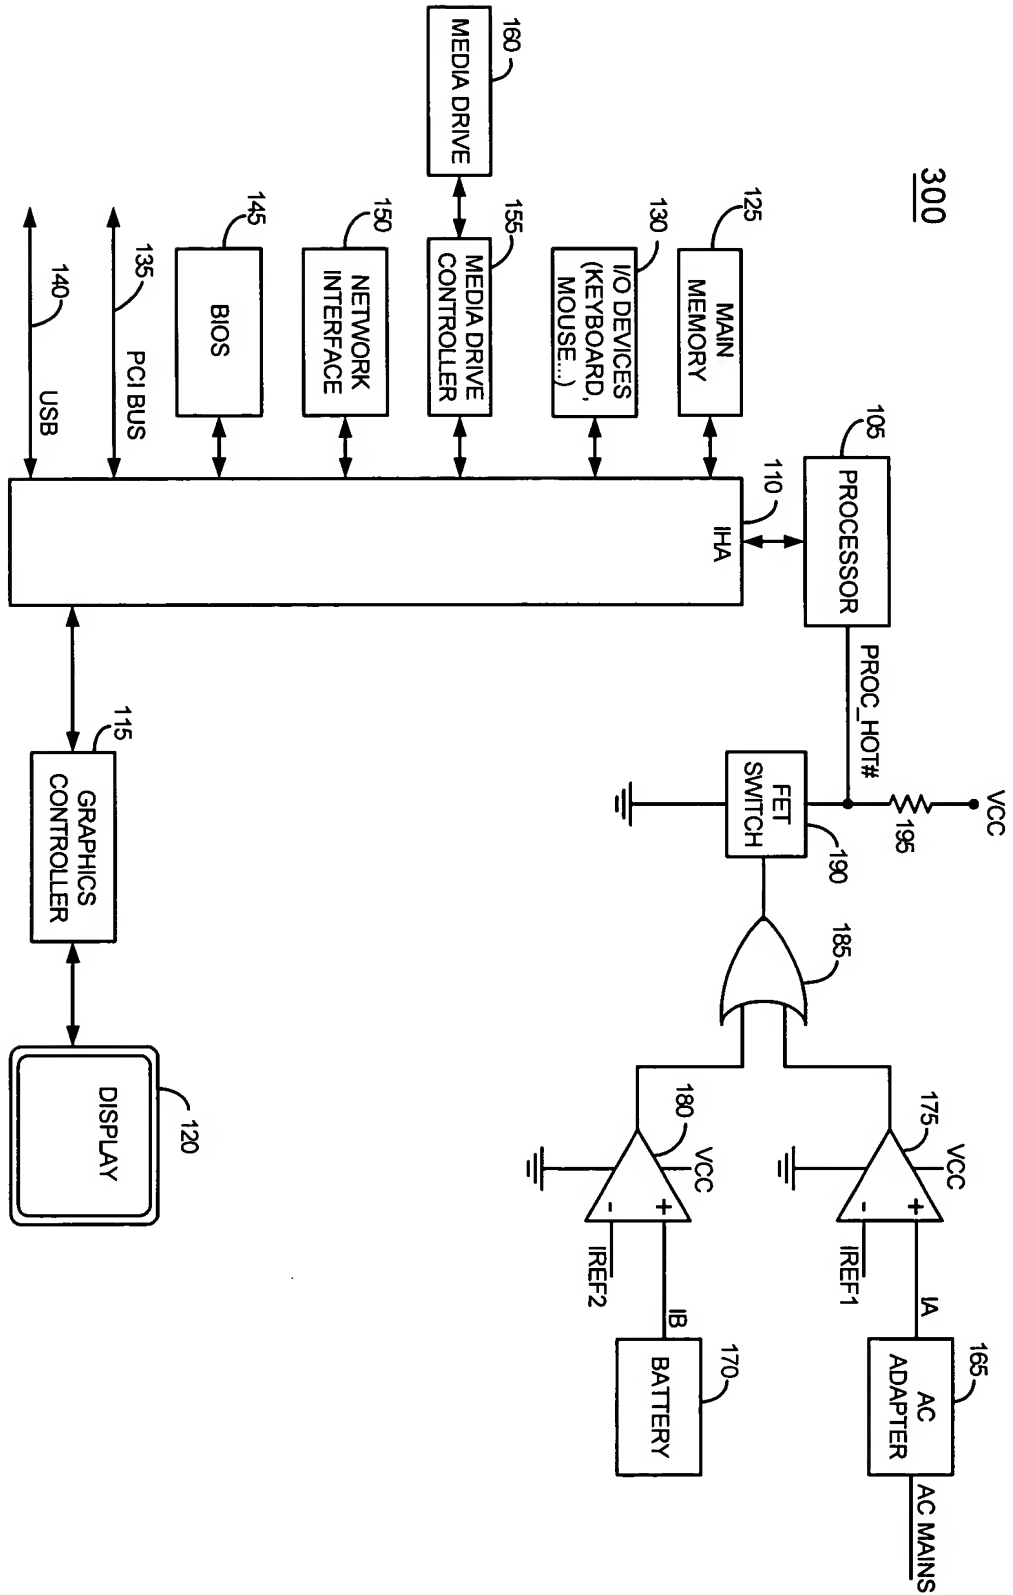 300
VCC
195
105
PROCESSOR
PROC_HOT#
FET
SWITCH
190
185
175
VCC
+
-
IREF1
IA
165
AC
ADAPTER
AC MAINS
180
VCC
+
-
IREF2
IB
170
BATTERY
110
IHA
125
MAIN
MEMORY
130
I/O DEVICES
(KEYBOARD,
MOUSE....)
155
MEDIA DRIVE
CONTROLLER
160
MEDIA DRIVE
150
NETWORK
INTERFACE
145
BIOS
135
PCI BUS
140
USB
115
GRAPHICS
CONTROLLER
120
DISPLAY